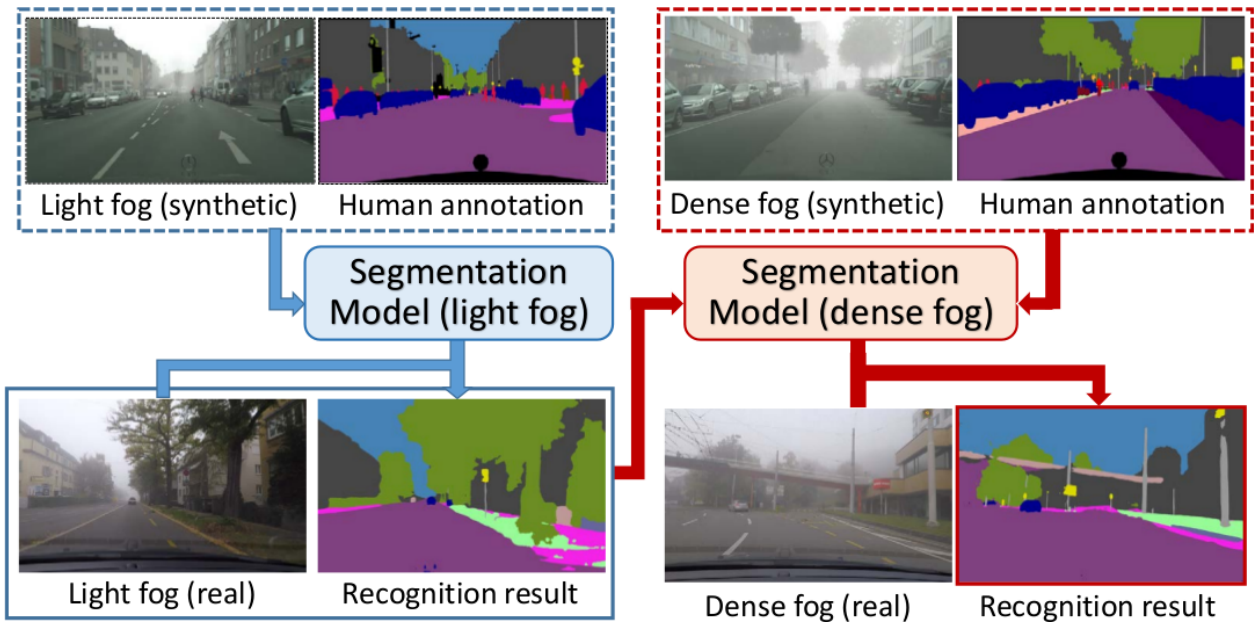 Light fog (synthetic)
Human annotation
Dense fog (synthetic)
Human annotation
Segmentation
Model (light fog)
Segmentation
Model (dense fog)
Light fog (real)
Recognition result
Dense fog (real)
Recognition result